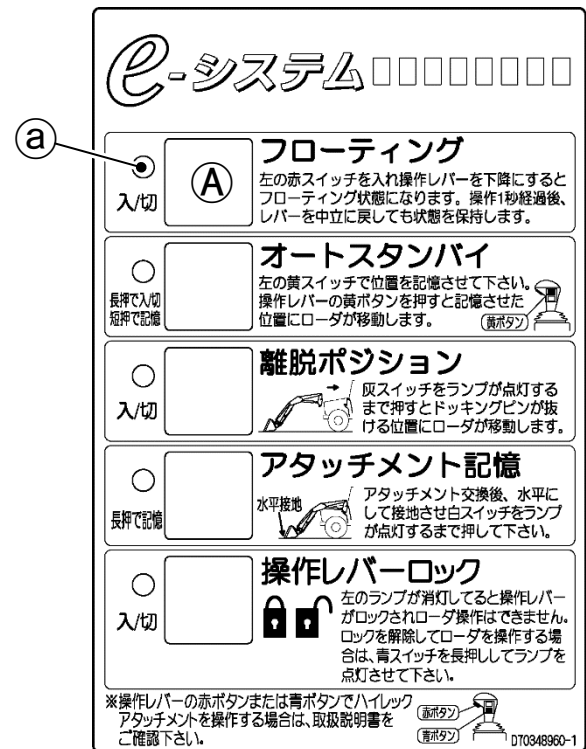 e-システム
ⓐ
入/切
Ⓐ
フローティング
左の赤スイッチを入れ操作レバーを下降にすると
フローティング状態になります。操作1秒経過後、
レバーを中立に戻しても状態を保持します。
長押で入/切
短押で記憶
オートスタンバイ
左の黄スイッチで位置を記憶させて下さい。
操作レバーの黄ボタンを押すと記憶させた
位置にローダが移動します。
黄ボタン
入/切
離脱ポジション
灰スイッチをランプが点灯する
まで押すとドッキングピンが抜
ける位置にローダが移動します。
長押で記憶
アタッチメント記憶
水平接地
アタッチメント交換後、水平に
して接地させ白スイッチをランプ
が点灯するまで押して下さい。
入/切
操作レバーロック
左のランプが消灯してると操作レバー
がロックされローダ操作はできません。
ロックを解除してローダを操作する場
合は、青スイッチを長押ししてランプを
点灯させて下さい。
※操作レバーの赤ボタンまたは青ボタンでハイレック
アタッチメントを操作する場合は、取扱説明書を
ご確認下さい。
赤ボタン
青ボタン
DT0348960-1